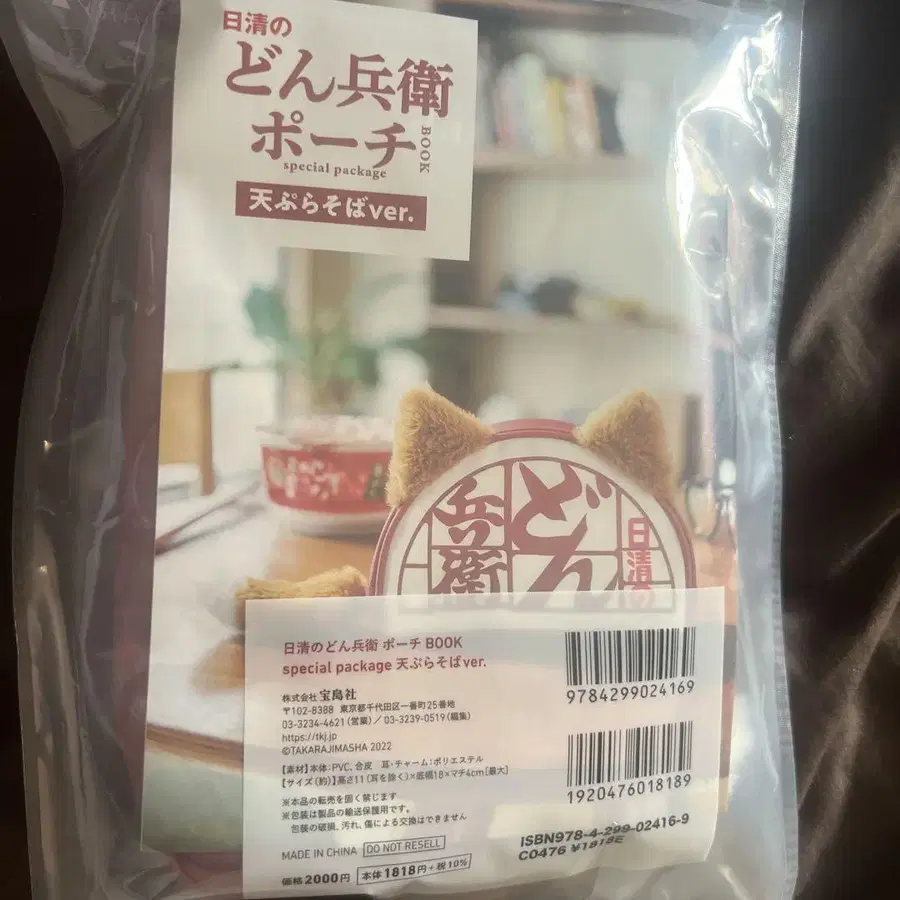 日清の
どん兵衛
ポーチ
BOOK
special package
天ぷらそばver.
どん
兵衛
日清の
日清のどん兵衛 ポーチ BOOK
special package 天ぷらそばver.
株式会社 宝島社
〒102-8388 東京都千代田区一番町25番地
03-3234-4621(営業)/03-3239-0519(編集)
https://tkj.jp
©TAKARAJIMASHA 2022
【素材】本体:PVC、合皮 耳・チャーム:ポリエステル
【サイズ(約)】高さ11(耳を除く)×底幅18×マチ4cm[最大]
※本品の転売を固く禁じます
※包装は製品の輸送保護用です。
包装の破損、汚れ、傷による交換はできません
MADE IN CHINA DO NOT RESELL
価格2000円 本体1818円+税10%
9784299024169
1920476018189
ISBN978-4-299-02416-9
C0476 ¥1818E